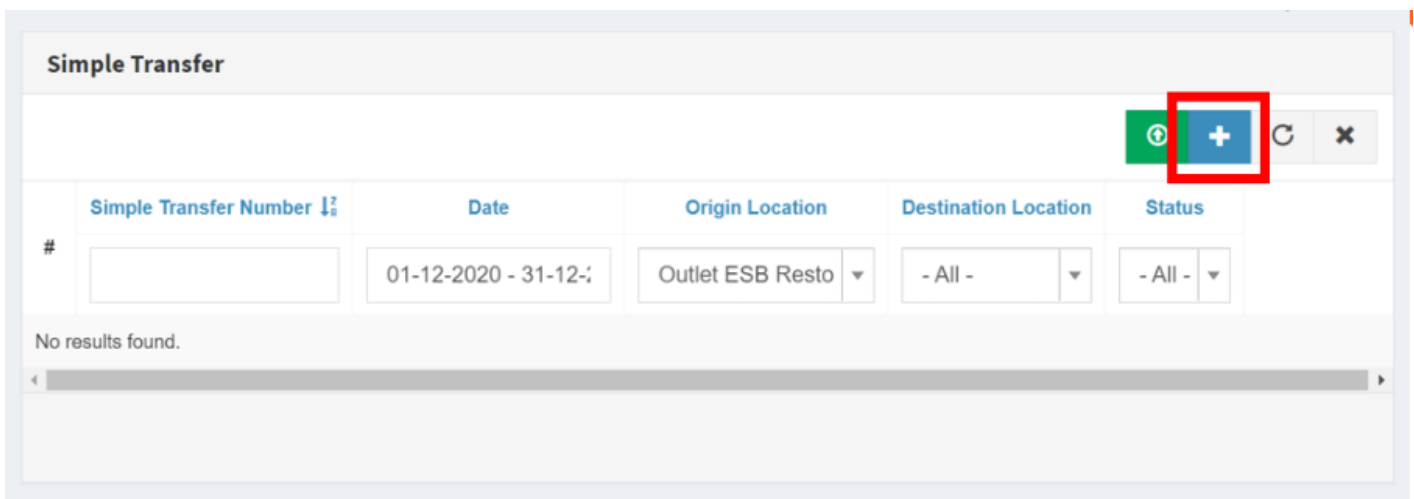 Simple Transfer
Simple Transfer Number Date Origin Location Destination Location Status
#
01-12-2020 - 31-12- Outlet ESB Resto - All - - All -
No results found.